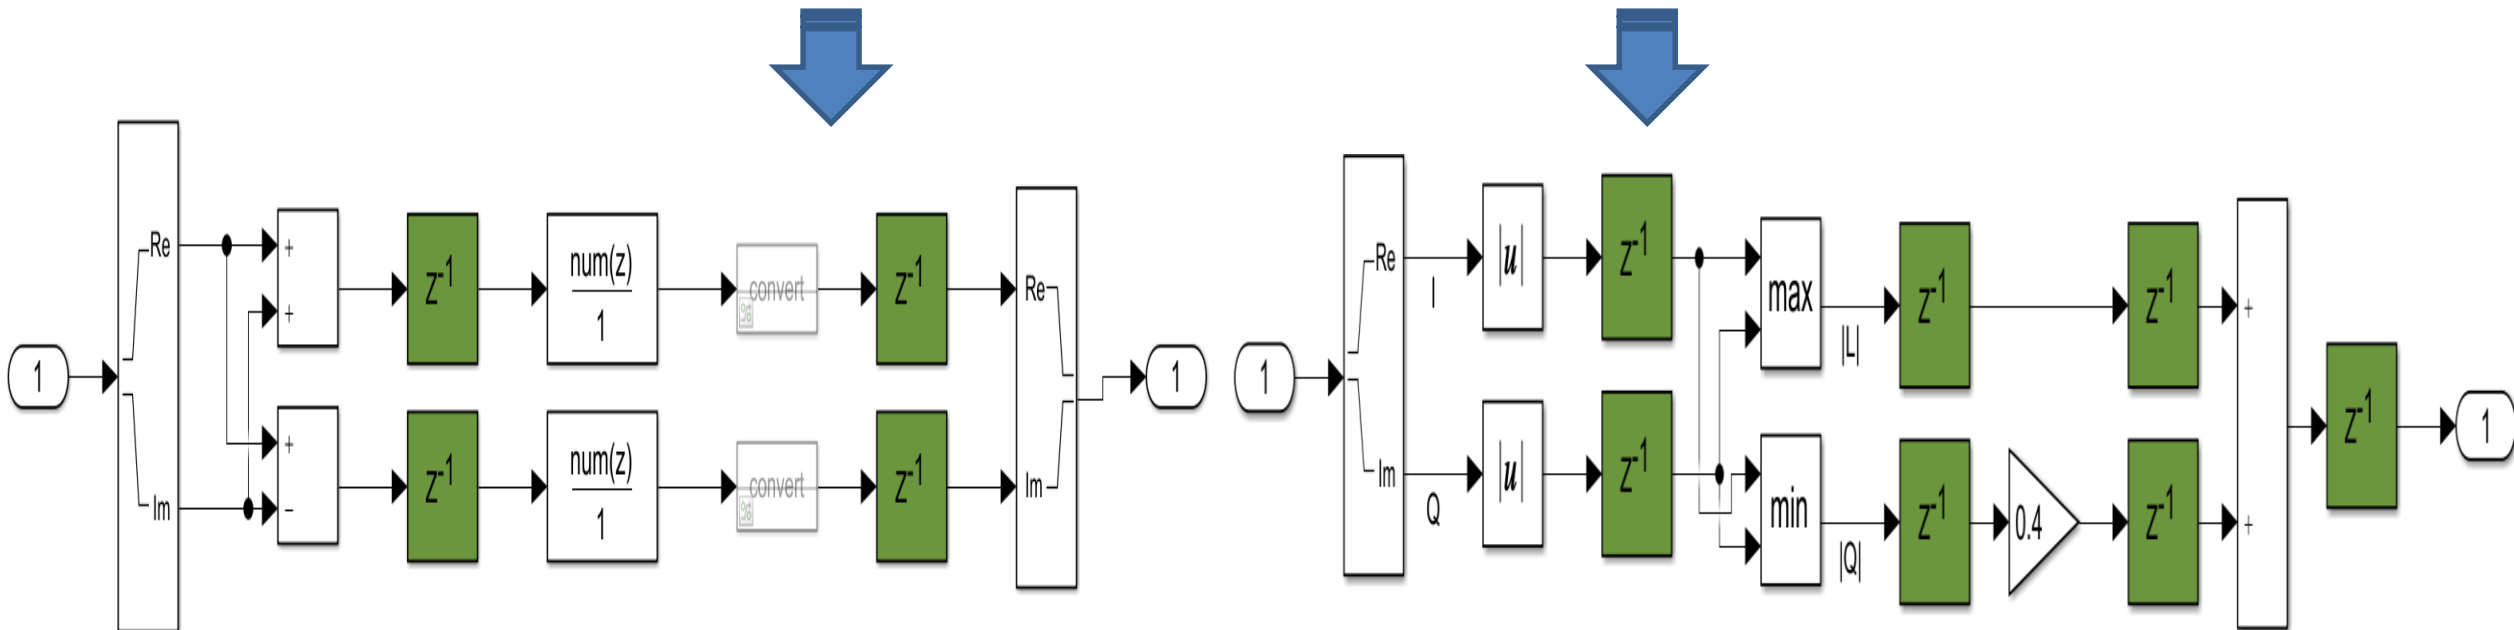 1
Re
Im
+
+
+
−
z-1
z-1
num(z)
1
num(z)
1
convert
convert
z-1
z-1
Re
Im
1
1
Re
Im
I
Q
|u|
|u|
z-1
z-1
max
min
|L|
|Q|
z-1
z-1
0.4
z-1
z-1
+
+
z-1
1